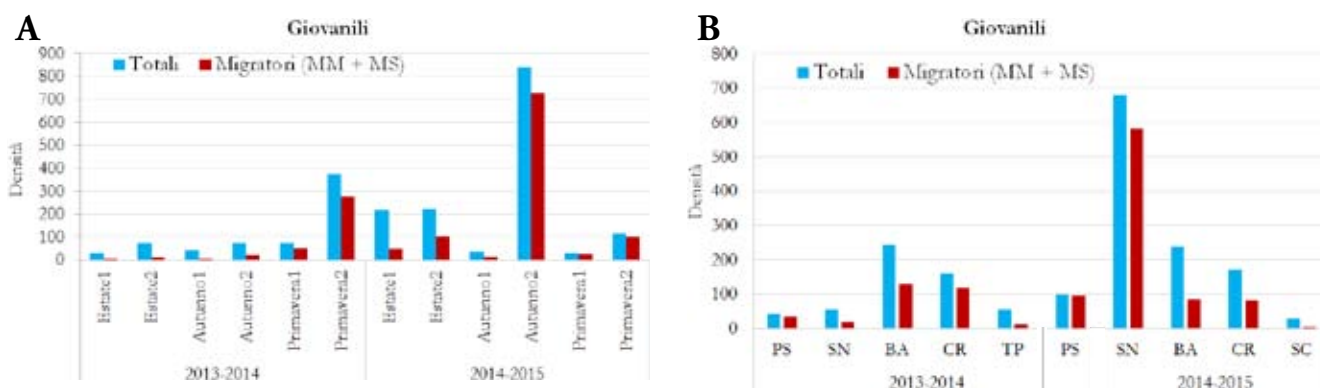 A
Giovanili
Totali Migratori (MM + MS)
Densità
900
800
700
600
500
400
300
200
100
0
Estate1 Estate2 Autunno1 Autunno2 Primavera1 Primavera2 Estate1 Estate2 Autunno1 Autunno2 Primavera1 Primavera2
2013-2014 2014-2015
B
Giovanili
Totali Migratori (MM + MS)
Densità
800
700
600
500
400
300
200
100
0
PS SN BA CR TP PS SN BA CR SC
2013-2014 2014-2015